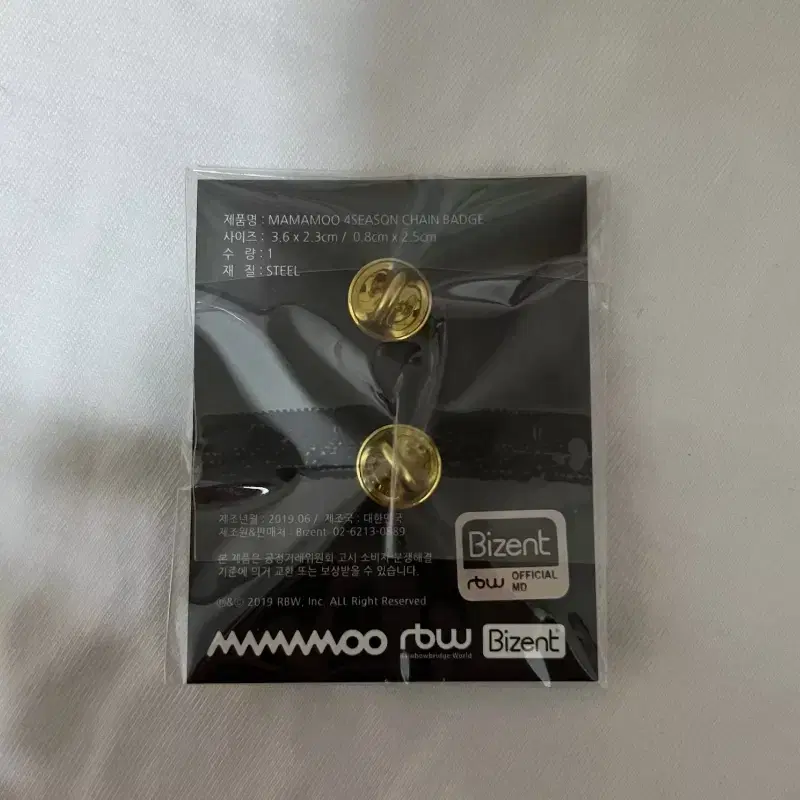 제품명 : MAMAMOO 4SEASON CHAIN BADGE
사이즈 : 3.6 x 2.3cm / 0.8cm x 2.5cm
수 량 : 1
재 질 : STEEL
제조년월 : 2019.06 / 제조국 : 대한민국
제조원&판매처 : Bizent 02-6213-0889
본 제품은 공정거래위원회 고시 소비자 분쟁해결
기준에 의거 교환 또는 보상받을 수 있습니다.
2019 RBW, Inc. ALL Right Reserved
Bizent
rbw OFFICIAL
MD
MAMAMOO rbw Bizent
Rainbowbridge World